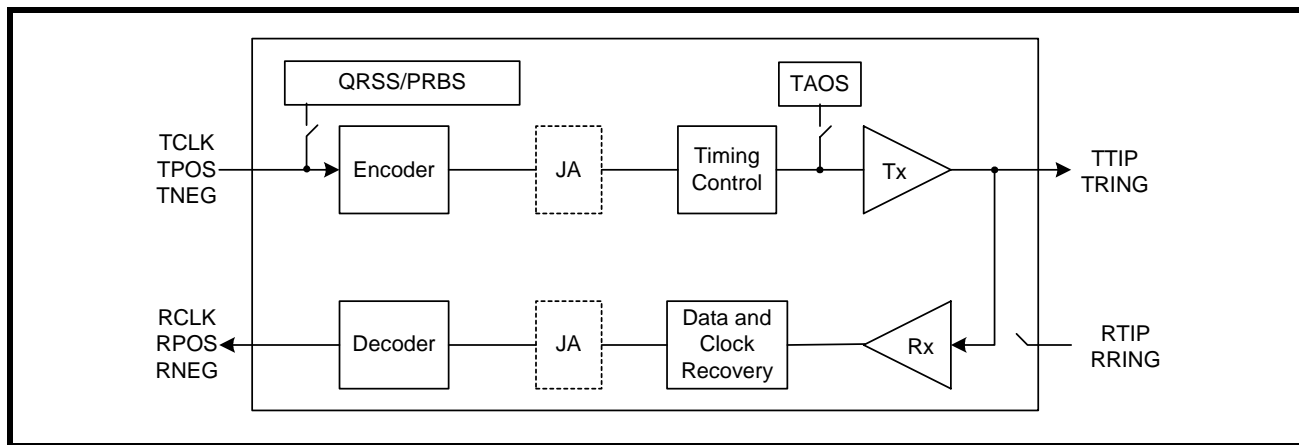 QRSS/PRBS
TAOS
TCLK
TPOS
TNEG
Encoder
JA
Timing
Control
Tx
TTIP
TRING
RCLK
RPOS
RNEG
Decoder
JA
Data and
Clock
Recovery
Rx
RTIP
RRING